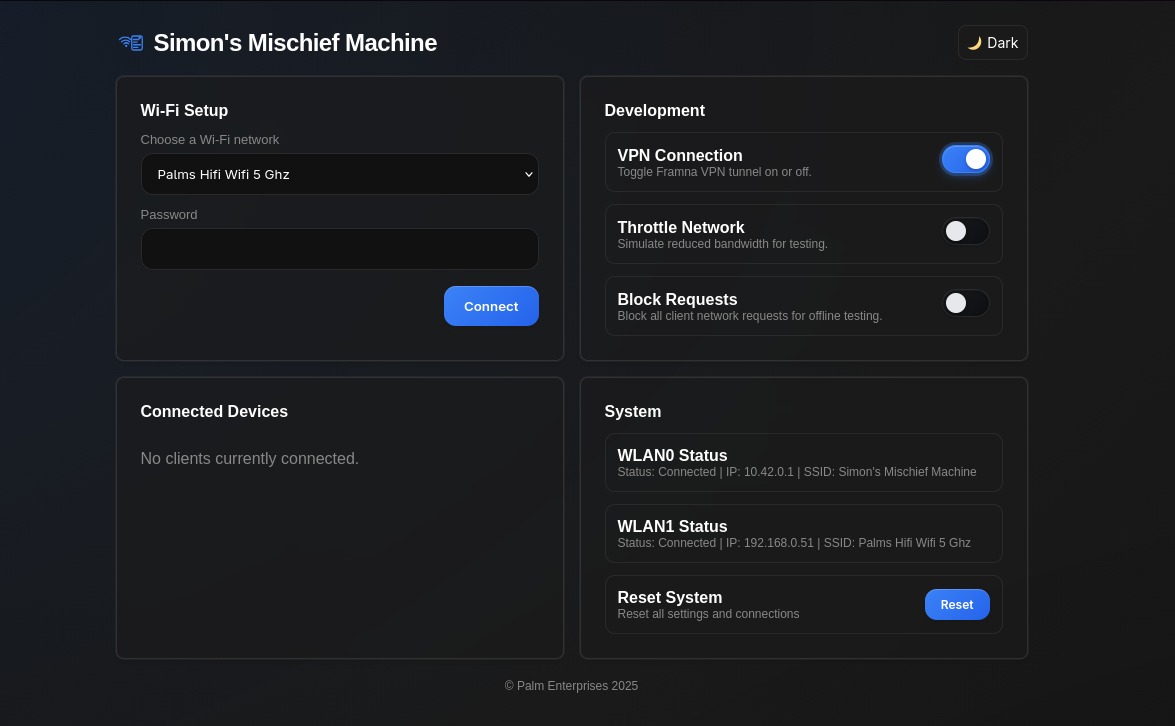 Simon's Mischief Machine
Dark
Wi-Fi Setup
Choose a Wi-Fi network
Palms Hifi Wifi 5 Ghz
Password
Connect
Development
VPN Connection
Toggle Framna VPN tunnel on or off.
Throttle Network
Simulate reduced bandwidth for testing.
Block Requests
Block all client network requests for offline testing.
Connected Devices
No clients currently connected.
System
WLAN0 Status
Status: Connected | IP: 10.42.0.1 | SSID: Simon's Mischief Machine
WLAN1 Status
Status: Connected | IP: 192.168.0.51 | SSID: Palms Hifi Wifi 5 Ghz
Reset System
Reset all settings and connections
Reset
© Palm Enterprises 2025